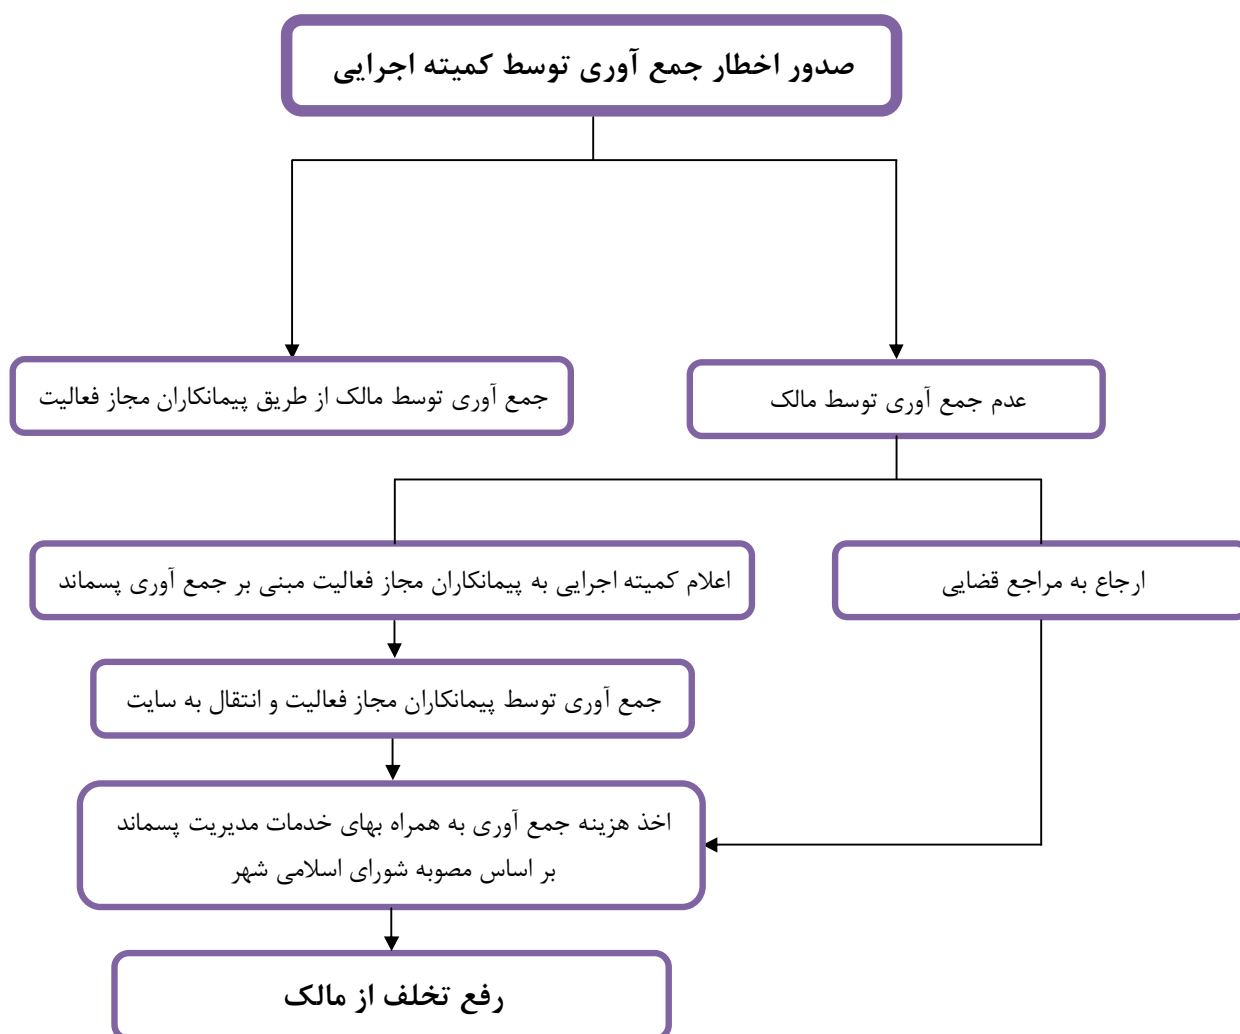 صدور اخطار جمع آوری توسط کمیته اجرایی
عدم جمع آوری توسط مالک
جمع آوری توسط مالک از طریق پیمانکاران مجاز فعالیت
ارجاع به مراجع قضایی
اعلام کمیته اجرایی به پیمانکاران مجاز فعالیت مبنی بر جمع آوری پسماند
جمع آوری توسط پیمانکاران مجاز فعالیت و انتقال به سایت
اخذ هزینه جمع آوری به همراه بهای خدمات مدیریت پسماند
بر اساس مصوبه شورای اسلامی شهر
رفع تخلف از مالک